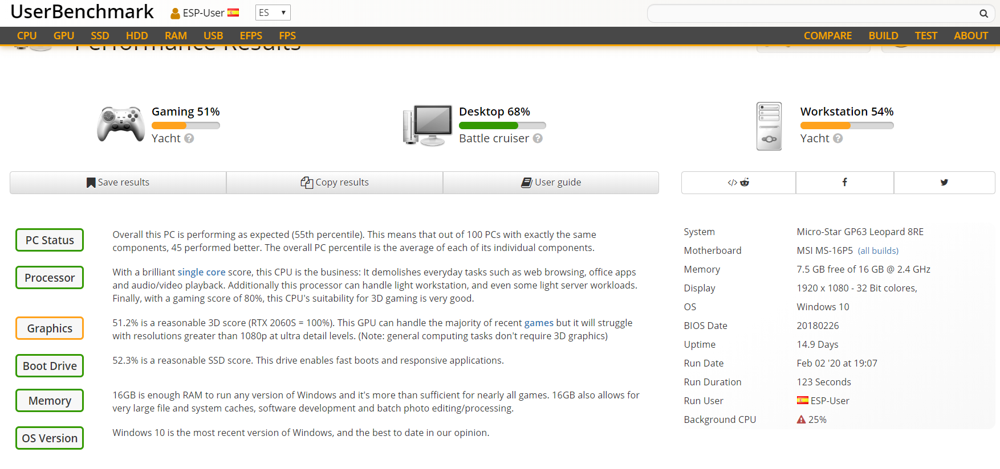 UserBenchmark ESP-User ES ▼
CPU GPU SSD HDD RAM USB EFPS FPS COMPARE BUILD TEST ABOUT
Performance Results
Gaming 51%
Yacht ?
Desktop 68%
Battle cruiser ?
Workstation 54%
Yacht ?
Save results Copy results User guide </> f
PC Status
Overall this PC is performing as expected (55th percentile). This means that out of 100 PCs with exactly the same
components, 45 performed better. The overall PC percentile is the average of each of its individual components.
Processor
With a brilliant single core score, this CPU is the business: It demolishes everyday tasks such as web browsing, office apps
and audio/video playback. Additionally this processor can handle light workstation, and even some light server workloads.
Finally, with a gaming score of 80%, this CPU's suitability for 3D gaming is very good.
Graphics
51.2% is a reasonable 3D score (RTX 2060S = 100%). This GPU can handle the majority of recent games but it will struggle
with resolutions greater than 1080p at ultra detail levels. (Note: general computing tasks don't require 3D graphics)
Boot Drive
52.3% is a reasonable SSD score. This drive enables fast boots and responsive applications.
Memory
16GB is enough RAM to run any version of Windows and it's more than sufficient for nearly all games. 16GB also allows for
very large file and system caches, software development and batch photo editing/processing.
OS Version
Windows 10 is the most recent version of Windows, and the best to date in our opinion.
System Micro-Star GP63 Leopard 8RE
Motherboard MSI MS-16P5 (all builds)
Memory 7.5 GB free of 16 GB @ 2.4 GHz
Display 1920 x 1080 - 32 Bit colores,
OS Windows 10
BIOS Date 20180226
Uptime 14.9 Days
Run Date Feb 02 '20 at 19:07
Run Duration 123 Seconds
Run User ESP-User
Background CPU 25%